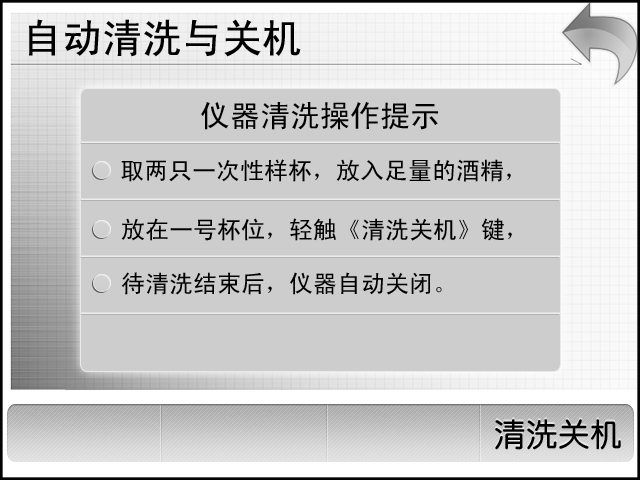 自动清洗与关机
仪器清洗操作提示
取两只一次性样杯，放入足量的酒精，
放在一号杯位，轻触《清洗关机》键，
待清洗结束后，仪器自动关闭。
清洗关机